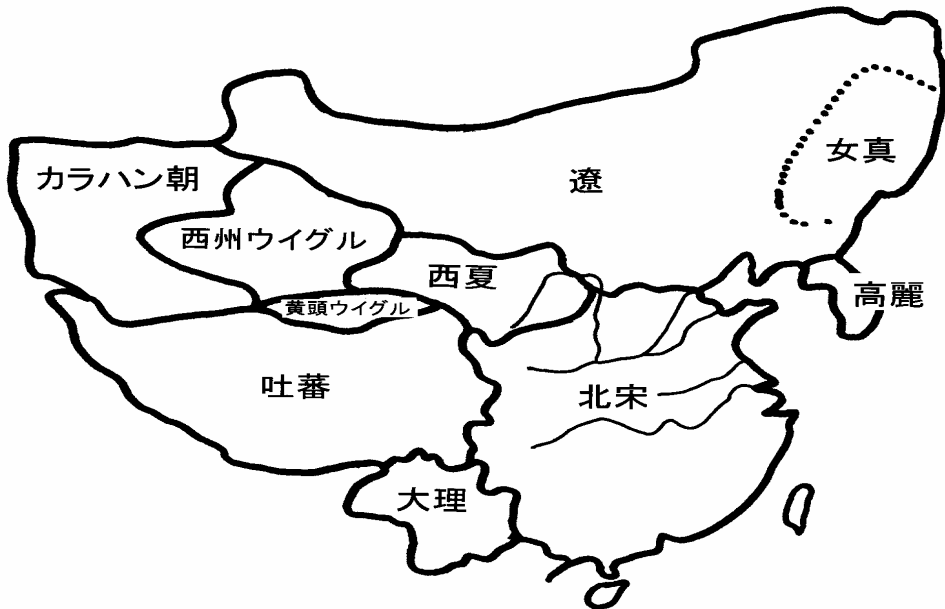 女真
カラハン朝
遼
西州ウイグル
西夏
高麗
黄頭ウイグル
吐蕃
北宋
大理